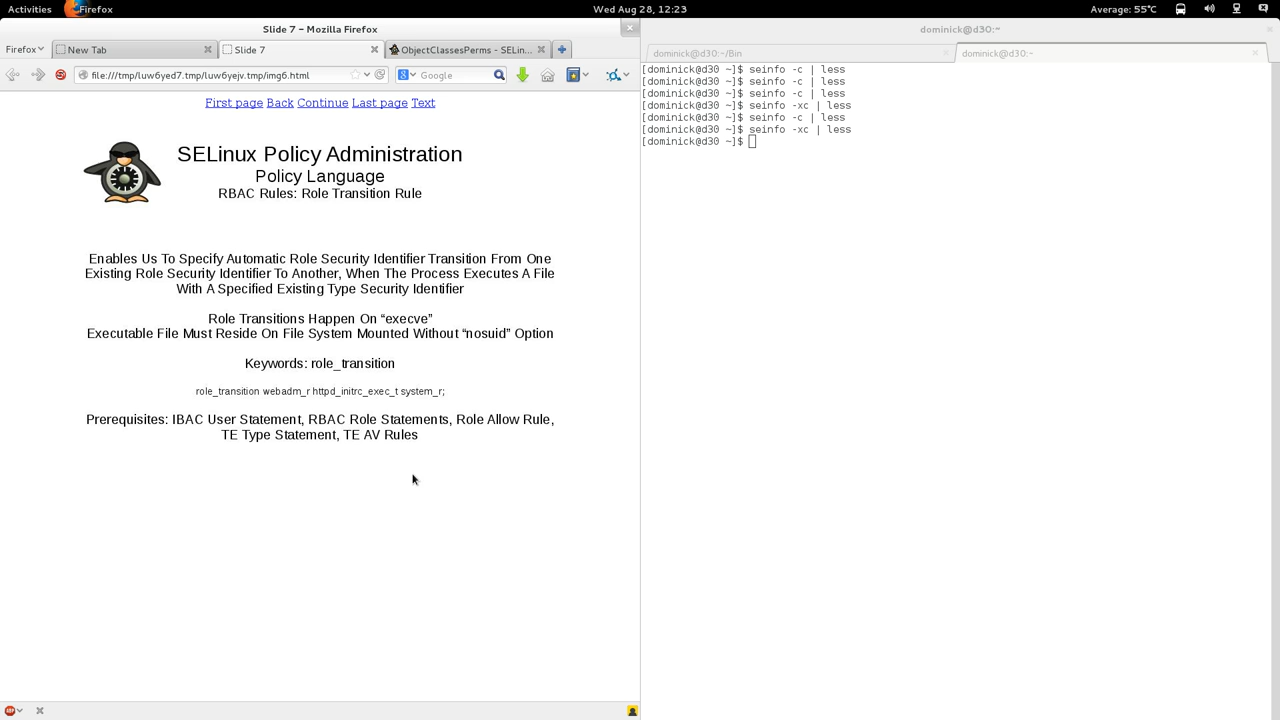 Activities
Firefox
Wed Aug 28, 12:23
Average: 55°C
Slide 7 – Mozilla Firefox
Firefox
New Tab
Slide 7
ObjectClassesPerms - SELin...
file:///tmp/luw6yed7.tmp/luw6yejv.tmp/img6.html
Google
First page Back Continue Last page Text
SELinux Policy Administration
Policy Language
RBAC Rules: Role Transition Rule
Enables Us To Specify Automatic Role Security Identifier Transition From One
Existing Role Security Identifier To Another, When The Process Executes A File
With A Specified Existing Type Security Identifier
Role Transitions Happen On “execve”
Executable File Must Reside On File System Mounted Without “nosuid” Option
Keywords: role_transition
role_transition webadm_r httpd_initrc_exec_t system_r;
Prerequisites: IBAC User Statement, RBAC Role Statements, Role Allow Rule,
TE Type Statement, TE AV Rules
ABP
dominick@d30:~
dominick@d30:~/Bin
dominick@d30:~
[dominick@d30 ~]$ seinfo -c | less
[dominick@d30 ~]$ seinfo -c | less
[dominick@d30 ~]$ seinfo -c | less
[dominick@d30 ~]$ seinfo -xc | less
[dominick@d30 ~]$ seinfo -c | less
[dominick@d30 ~]$ seinfo -xc | less
[dominick@d30 ~]$